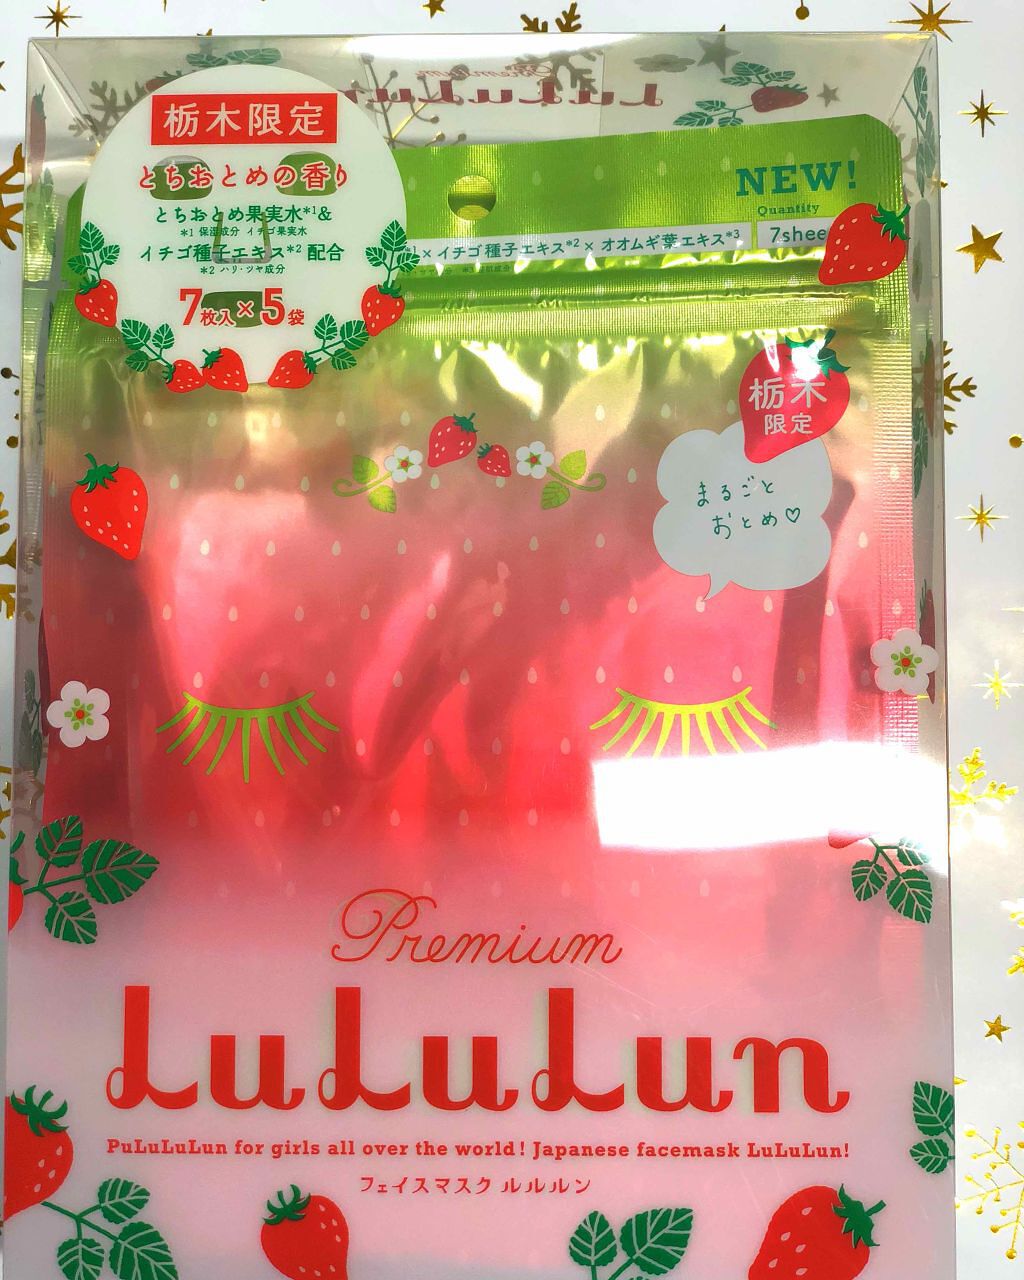 Premium
LuLuLun
栃木限定
とちおとめの香り
とちおとめ果実水*1&
*1 保湿成分 イチゴ果実水
イチゴ種子エキス*2 配合
*2 ハリ・ツヤ成分
7枚入×5袋
NEW!
Quantity
7shee
*1 × イチゴ種子エキス*2 × オオムギ葉エキス*3
栃木
限定
まるごと
おとめ♡
Premium
LuLuLun
PuLuLuLun for girls all over the world! Japanese facemask LuLuLun!
フェイスマスク ルルルン